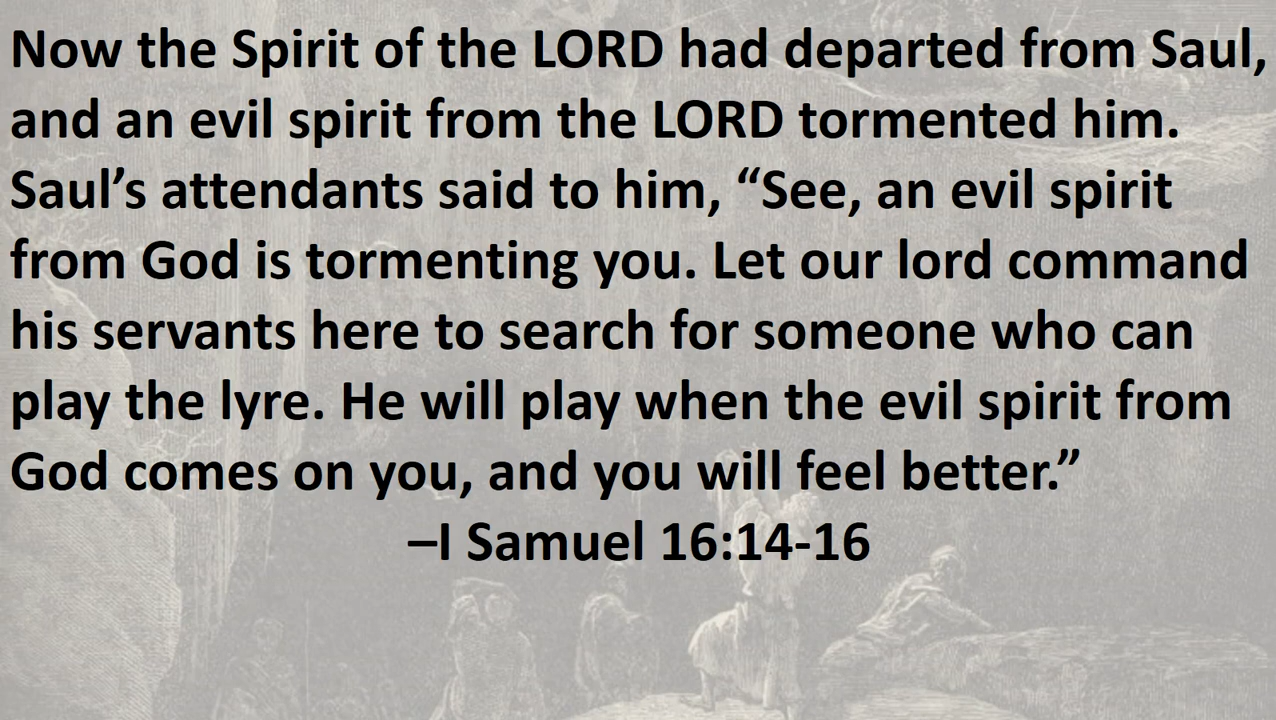 Now the Spirit of the LORD had departed from Saul,
and an evil spirit from the LORD tormented him.
Saul’s attendants said to him, “See, an evil spirit
from God is tormenting you. Let our lord command
his servants here to search for someone who can
play the lyre. He will play when the evil spirit from
God comes on you, and you will feel better.”
–I Samuel 16:14-16